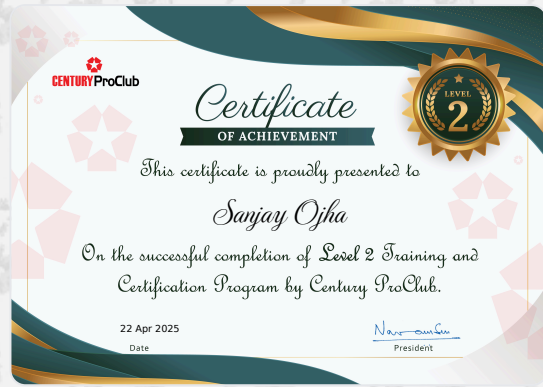 CENTURY ProClub
Certificate
OF ACHIEVEMENT
LEVEL
2
This certificate is proudly presented to
Sanjay Ojha
On the successful completion of Level 2 Training and
Certification Program by Century ProClub.
22 Apr 2025
Date
President